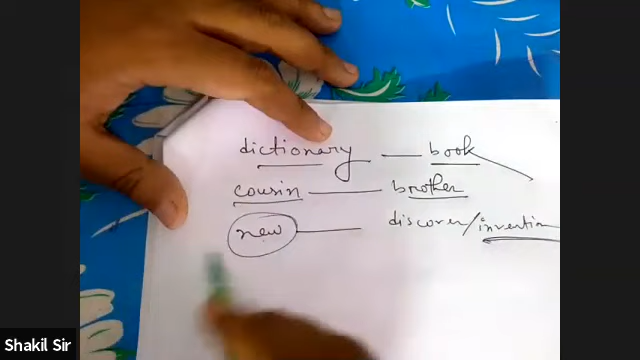 dictionary — book
cousin — brother
new — discover/invention
Shakil Sir